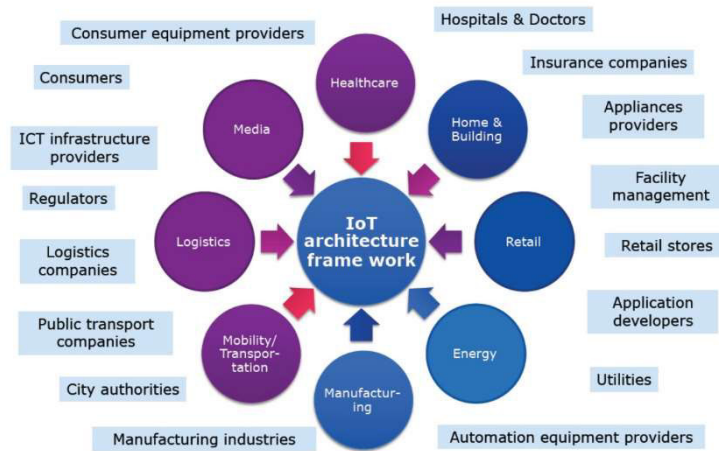 Consumer equipment providers
Hospitals & Doctors
Consumers
Insurance companies
Healthcare
Media
Home &
Building
Appliances
providers
ICT infrastructure
providers
Regulators
Facility
management
IoT
architecture
frame work
Logistics
Retail
Logistics
companies
Retail stores
Public transport
companies
Application
developers
Mobility/
Transpor-
tation
Energy
City authorities
Utilities
Manufactur-
ing
Manufacturing industries
Automation equipment providers